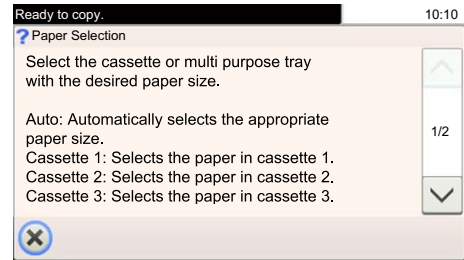 Ready to copy. 10:10
? Paper Selection
Select the cassette or multi purpose tray
with the desired paper size.
Auto: Automatically selects the appropriate
paper size.
Cassette 1: Selects the paper in cassette 1.
Cassette 2: Selects the paper in cassette 2.
Cassette 3: Selects the paper in cassette 3.
1/2